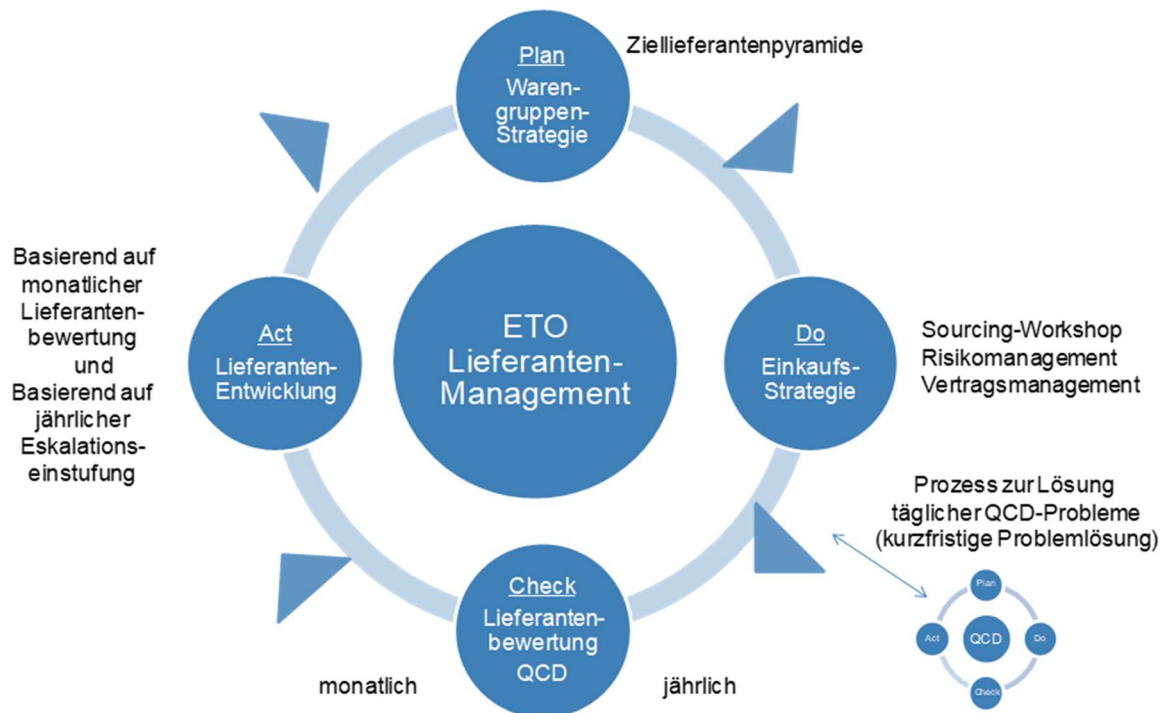 Plan
Waren-
gruppen-
Strategie
Ziellieferantenpyramide
Basierend auf
monatlicher
Lieferanten-
bewertung
und
Basierend auf
jährlicher
Eskalations-
einstufung
Act
Lieferanten-
Entwicklung
ETO
Lieferanten-
Management
Do
Einkaufs-
Strategie
Sourcing-Workshop
Risikomanagement
Vertragsmanagement
Prozess zur Lösung
täglicher QCD-Probleme
(kurzfristige Problemlösung)
Check
Lieferanten-
bewertung
QCD
monatlich
jährlich
Plan
Act
QCD
Do
Check